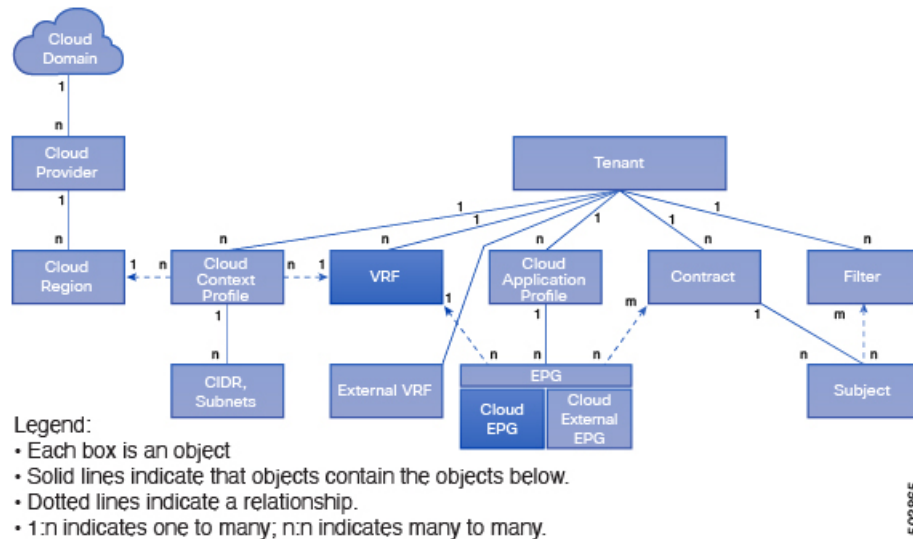 Cloud
Domain
1
n
Cloud
Provider
Tenant
1
1
1
1
1
1
n
n
n
n
n
n
Cloud
Region
1
n
Cloud
Context
Profile
n
1
VRF
Cloud
Application
Profile
Contract
Filter
1
1
1
m
1
m
n
n
n
n
n
n
CIDR,
Subnets
External VRF
EPG
Cloud
EPG
Cloud
External
EPG
Subject
Legend:
• Each box is an object
• Solid lines indicate that objects contain the objects below.
• Dotted lines indicate a relationship.
• 1:n indicates one to many; n:n indicates many to many.